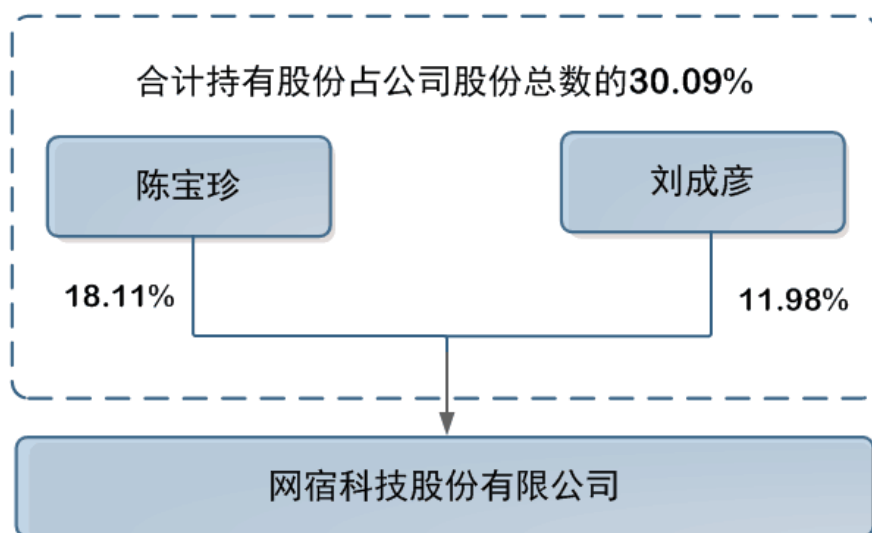 合计持有股份占公司股份总数的30.09%
陈宝珍
刘成彦
18.11%
11.98%
网宿科技股份有限公司